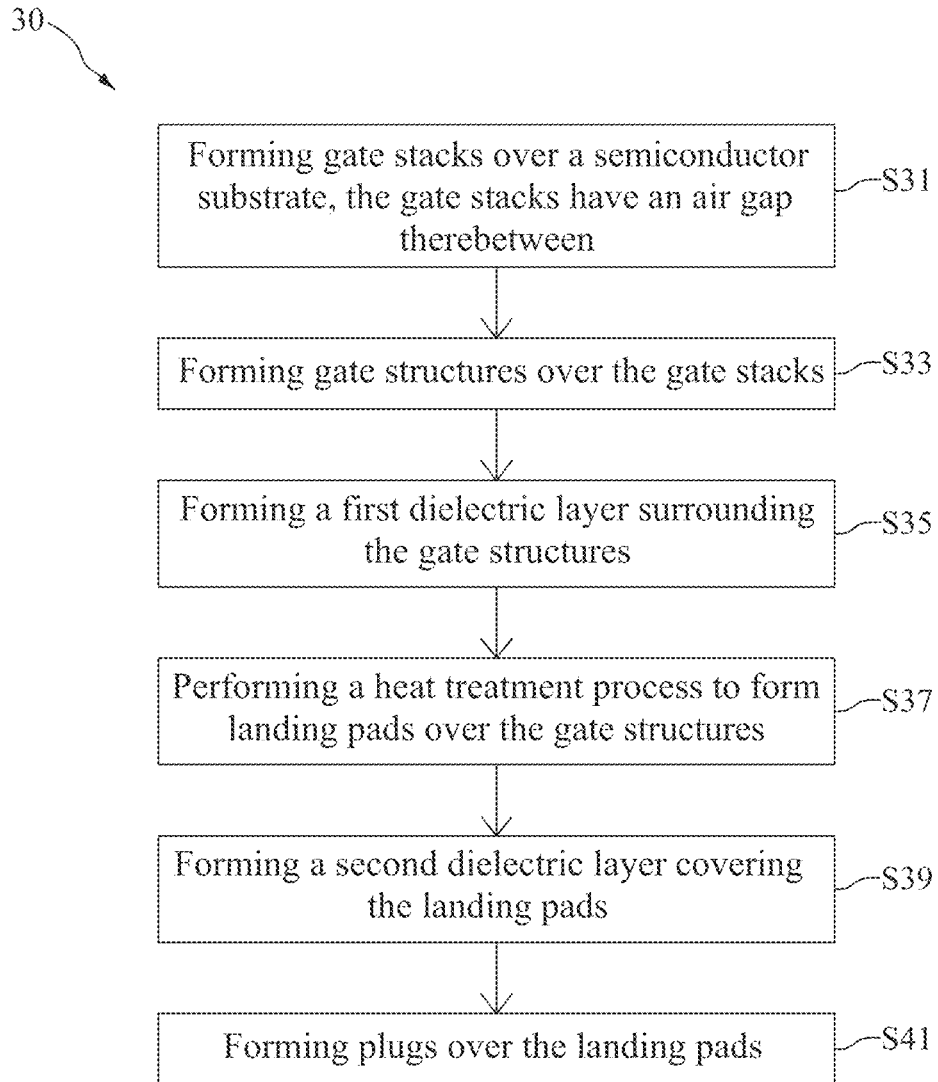 30
Forming gate stacks over a semiconductor
substrate, the gate stacks have an air gap
therebetween
S31
Forming gate structures over the gate stacks
S33
Forming a first dielectric layer surrounding
the gate structures
S35
Performing a heat treatment process to form
landing pads over the gate structures
S37
Forming a second dielectric layer covering
the landing pads
S39
Forming plugs over the landing pads
S41